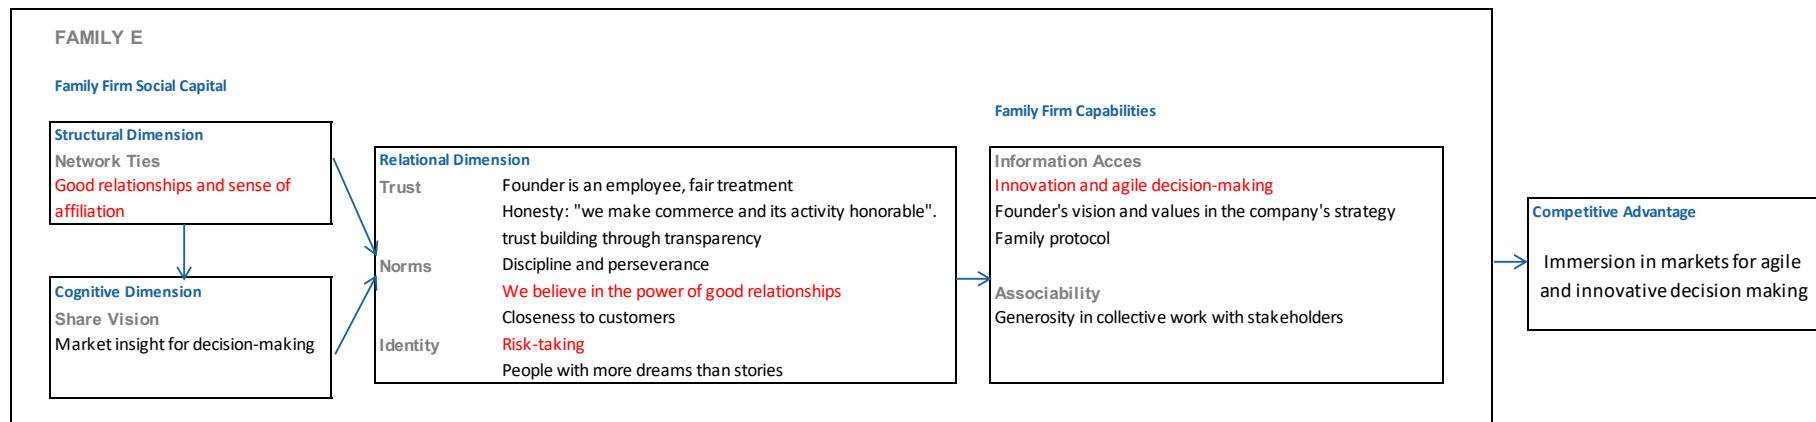 FAMILY E
Family Firm Social Capital
Structural Dimension
Network Ties
Good relationships and sense of
affiliation
Cognitive Dimension
Share Vision
Market insight for decision-making
Relational Dimension
Trust Founder is an employee, fair treatment
Honesty: "we make commerce and its activity honorable".
trust building through transparency
Norms Discipline and perseverance
We believe in the power of good relationships
Closeness to customers
Identity Risk-taking
People with more dreams than stories
Family Firm Capabilities
Information Acces
Innovation and agile decision-making
Founder's vision and values in the company's strategy
Family protocol
Associability
Generosity in collective work with stakeholders
Competitive Advantage
Immersion in markets for agile
and innovative decision making